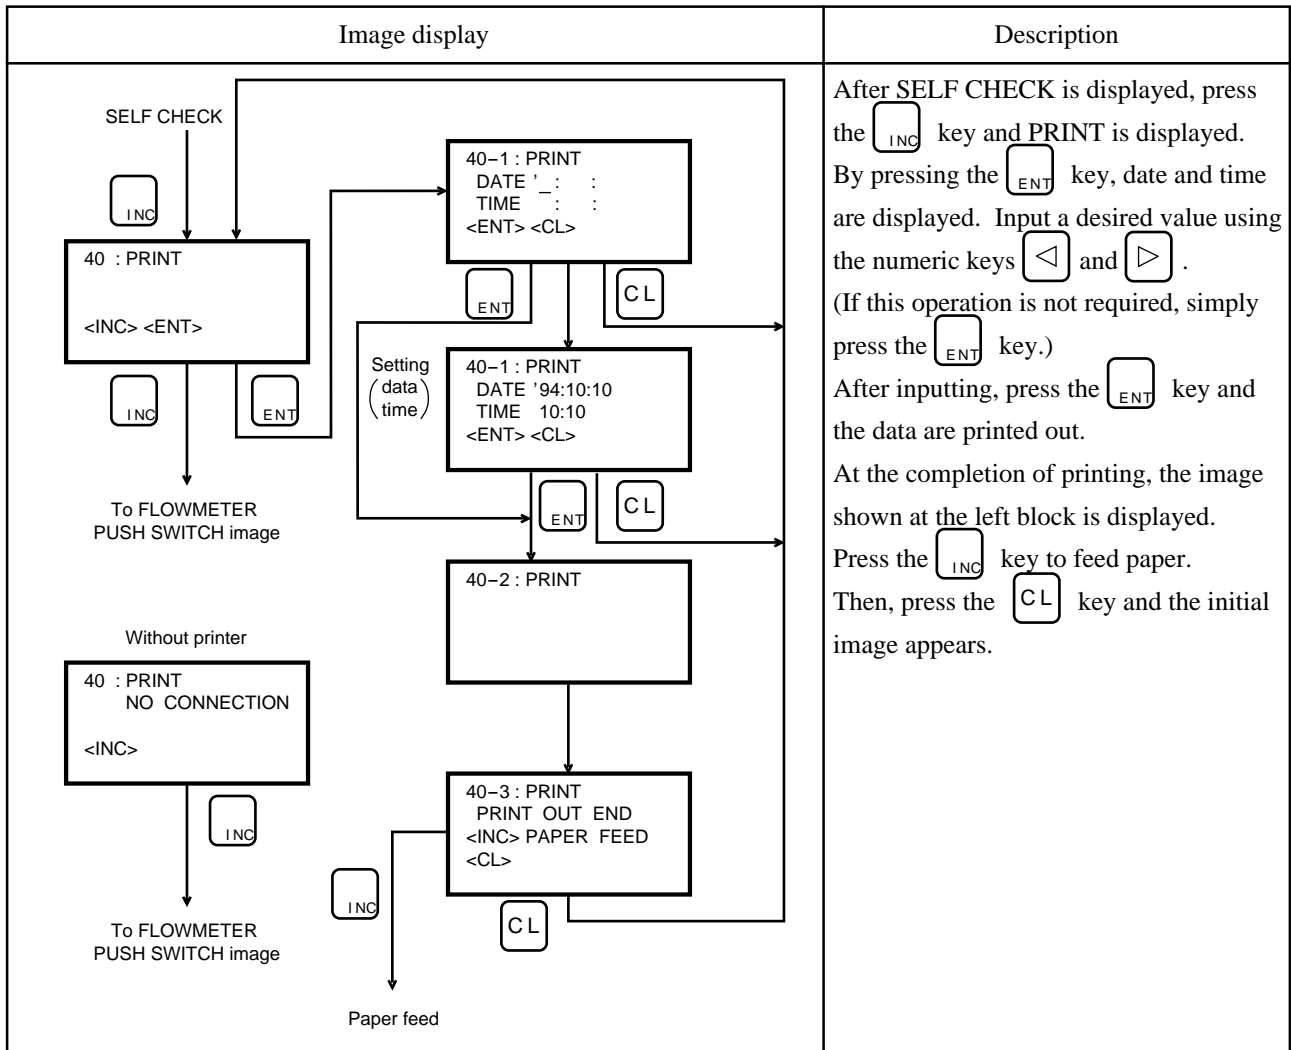 Image display
Description
SELF CHECK
INC
40 : PRINT
<INC> <ENT>
INC
ENT
To FLOWMETER
PUSH SWITCH image
Without printer
40 : PRINT
NO CONNECTION
<INC>
INC
To FLOWMETER
PUSH SWITCH image
40−1 : PRINT
DATE '_ : :
TIME : :
<ENT> <CL>
ENT
CL
Setting
(data
time)
40−1 : PRINT
DATE '94:10:10
TIME 10:10
<ENT> <CL>
ENT
CL
40−2 : PRINT
40−3 : PRINT
PRINT OUT END
<INC> PAPER FEED
<CL>
INC
CL
Paper feed
After SELF CHECK is displayed, press
the INC key and PRINT is displayed.
By pressing the ENT key, date and time
are displayed. Input a desired value using
the numeric keys ◁ and ▷ .
(If this operation is not required, simply
press the ENT key.)
After inputting, press the ENT key and
the data are printed out.
At the completion of printing, the image
shown at the left block is displayed.
Press the INC key to feed paper.
Then, press the CL key and the initial
image appears.